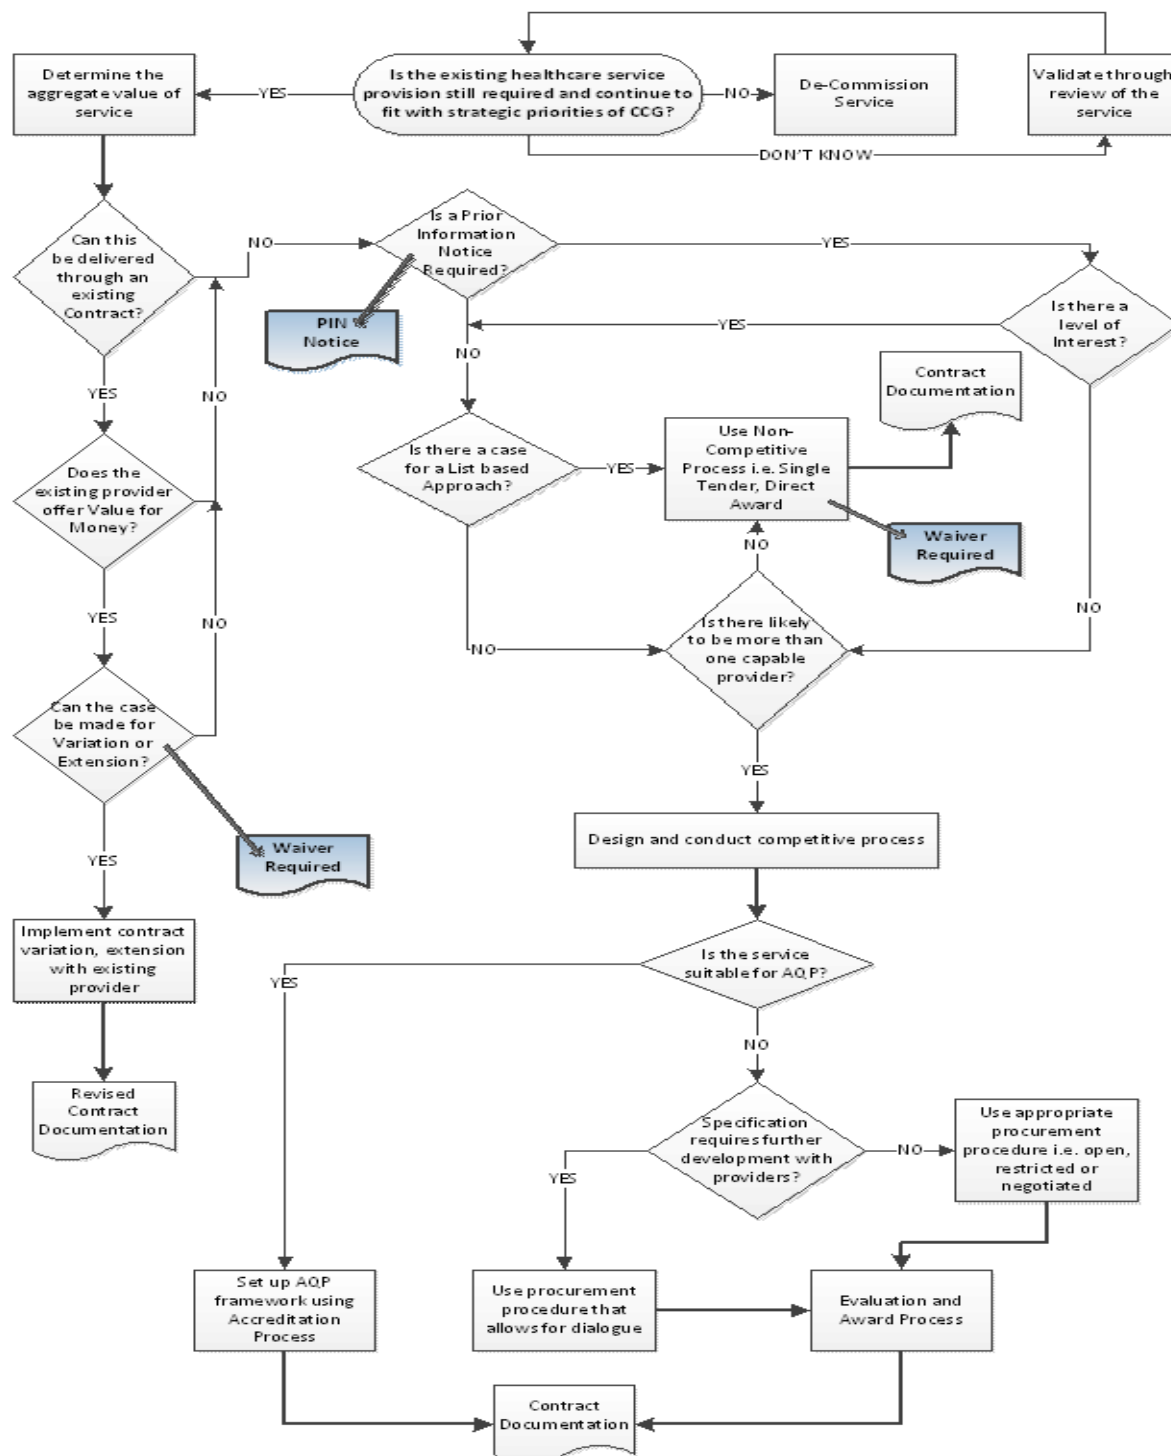 Determine the
aggregate value of
service
YES
Is the existing healthcare service
provision still required and continue to
fit with strategic priorities of CCG?
NO
De-Commission
Service
Validate through
review of the
service
DON'T KNOW
Can this
be delivered
through an
existing
Contract?
NO
Is a Prior
Information
Notice
Required?
YES
Is there a
level of
Interest?
PIN
Notice
YES
NO
Contract
Documentation
YES
NO
Does the
existing provider
offer Value for
Money?
Is there a case
for a List based
Approach?
YES
Use Non-
Competitive
Process i.e. Single
Tender, Direct
Award
Waiver
Required
NO
YES
NO
NO
NO
Is there likely
to be more than
one capable
provider?
Can the case
be made for
Variation or
Extension?
YES
Waiver
Required
Design and conduct competitive process
YES
Implement contract
variation, extension
with existing
provider
Is the service
suitable for AQP?
YES
NO
Revised
Contract
Documentation
Specification
requires further
development with
providers?
NO
Use appropriate
procurement
procedure i.e. open,
restricted or
negotiated
YES
Set up AQP
framework using
Accreditation
Process
Use procurement
procedure that
allows for dialogue
Evaluation and
Award Process
Contract
Documentation